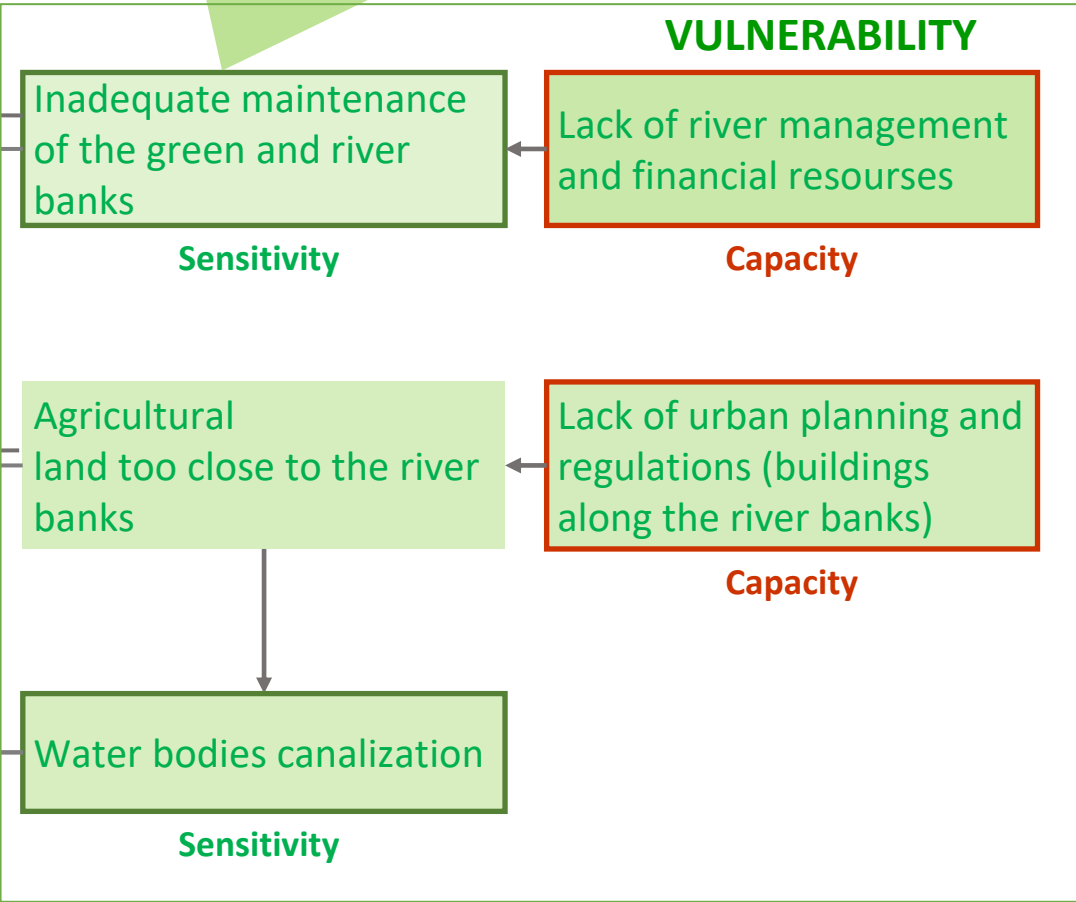 VULNERABILITY
Inadequate maintenance
of the green and river
banks
Sensitivity
Lack of river management
and financial resourses
Capacity
Agricultural
land too close to the river
banks
Lack of urban planning and
regulations (buildings
along the river banks)
Capacity
Water bodies canalization
Sensitivity